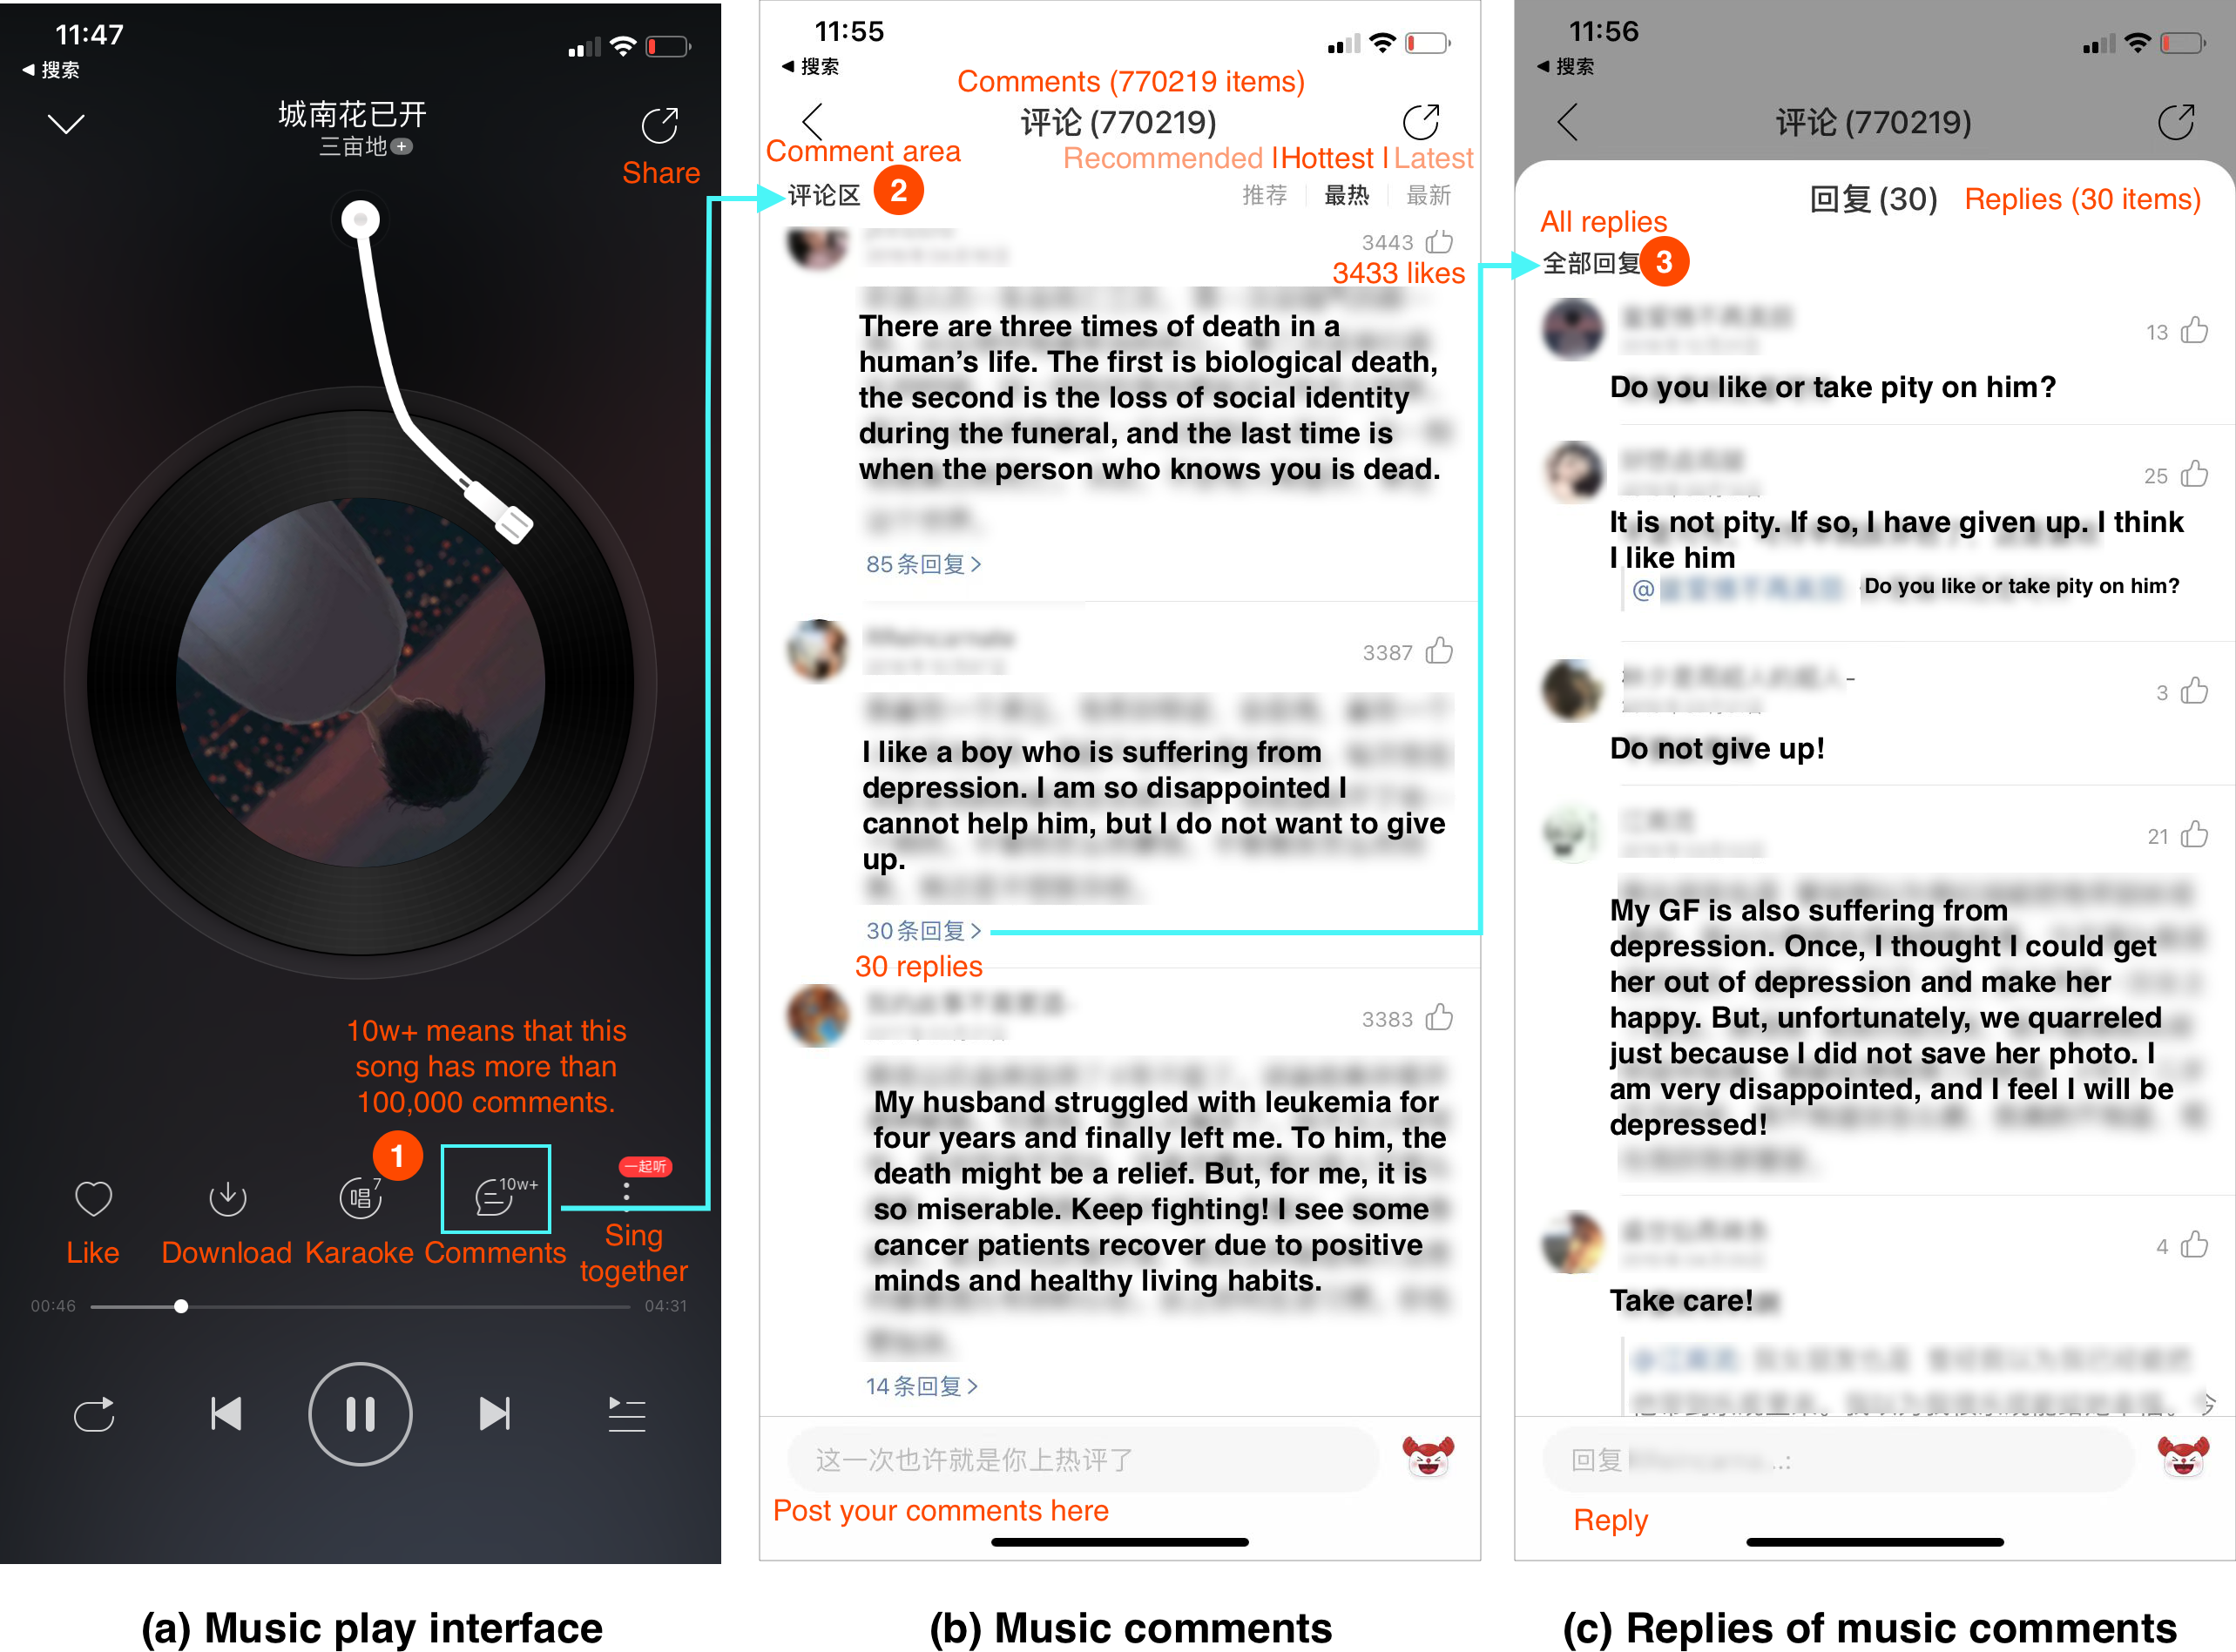 11:47
搜索
城南花已开
三亩地
Share
10w+ means that this
song has more than
100,000 comments.
1
一起听
唱 7
10w+
Like
Download
Karaoke
Comments
Sing
together
00:46
04:31
(a) Music play interface
11:55
搜索
Comments (770219 items)
评论 (770219)
Comment area
Recommended | Hottest | Latest
评论区
2
推荐 最热 最新
3443
3433 likes
There are three times of death in a
human's life. The first is biological death,
the second is the loss of social identity
during the funeral, and the last time is
when the person who knows you is dead.
85条回复 >
3387
I like a boy who is suffering from
depression. I am so disappointed I
cannot help him, but I do not want to give
up.
30条回复 >
30 replies
3383
My husband struggled with leukemia for
four years and finally left me. To him, the
death might be a relief. But, for me, it is
so miserable. Keep fighting! I see some
cancer patients recover due to positive
minds and healthy living habits.
14条回复 >
这一次也许就是你上热评了
Post your comments here
(b) Music comments
11:56
搜索
评论 (770219)
回复 (30)
Replies (30 items)
All replies
全部回复
3
13
Do you like or take pity on him?
25
It is not pity. If so, I have given up. I think
I like him
@ Do you like or take pity on him?
3
Do not give up!
21
My GF is also suffering from
depression. Once, I thought I could get
her out of depression and make her
happy. But, unfortunately, we quarreled
just because I did not save her photo. I
am very disappointed, and I feel I will be
depressed!
4
Take care!
回复
Reply
(c) Replies of music comments